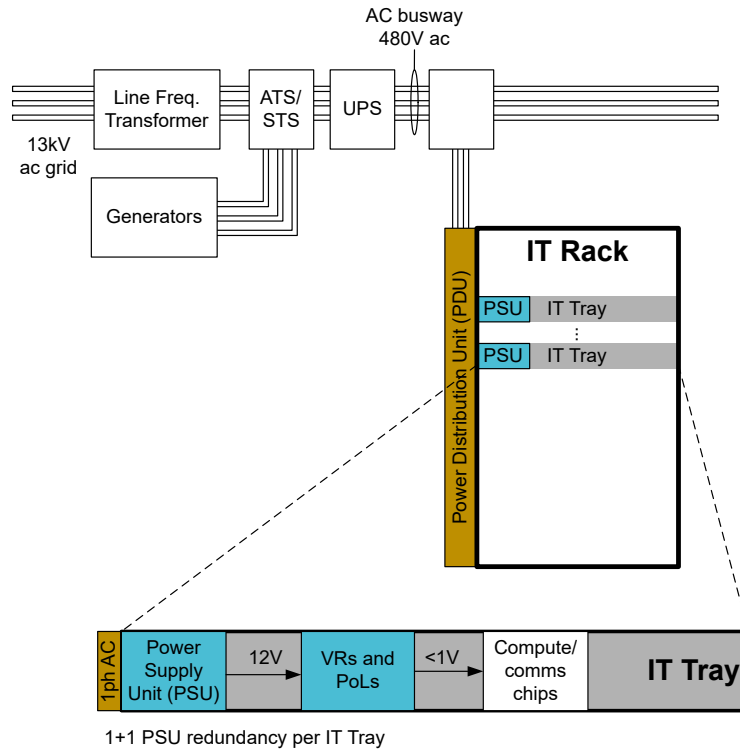 AC busway
480V ac
Line Freq.
Transformer
ATS/
STS
UPS
13kV
ac grid
Generators
IT Rack
Power Distribution Unit (PDU)
PSU
IT Tray
PSU
IT Tray
1ph AC
Power
Supply
Unit (PSU)
12V
VRs and
PoLs
<1V
Compute/
comms
chips
IT Tray
1+1 PSU redundancy per IT Tray